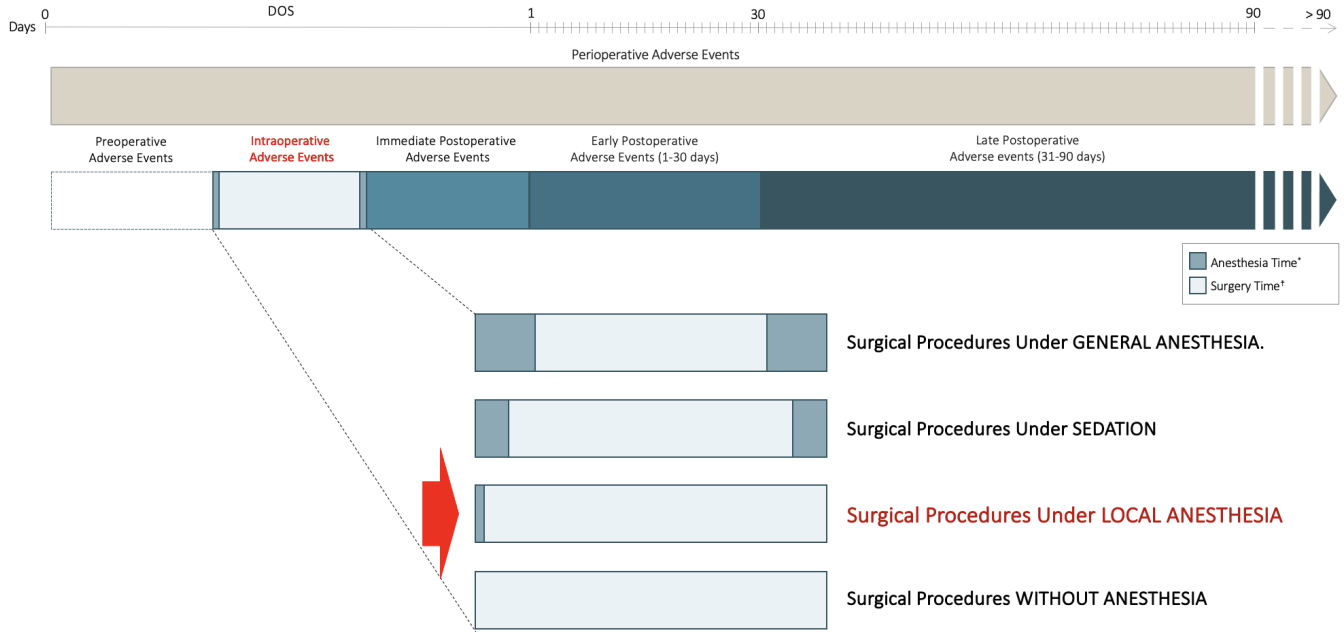 0 DOS 1 30 90 > 90
Days
Perioperative Adverse Events
Preoperative
Adverse Events
Intraoperative
Adverse Events
Immediate Postoperative
Adverse Events
Early Postoperative
Adverse Events (1-30 days)
Late Postoperative
Adverse events (31-90 days)
Anesthesia Time*
Surgery Time†
Surgical Procedures Under GENERAL ANESTHESIA.
Surgical Procedures Under SEDATION
Surgical Procedures Under LOCAL ANESTHESIA
Surgical Procedures WITHOUT ANESTHESIA